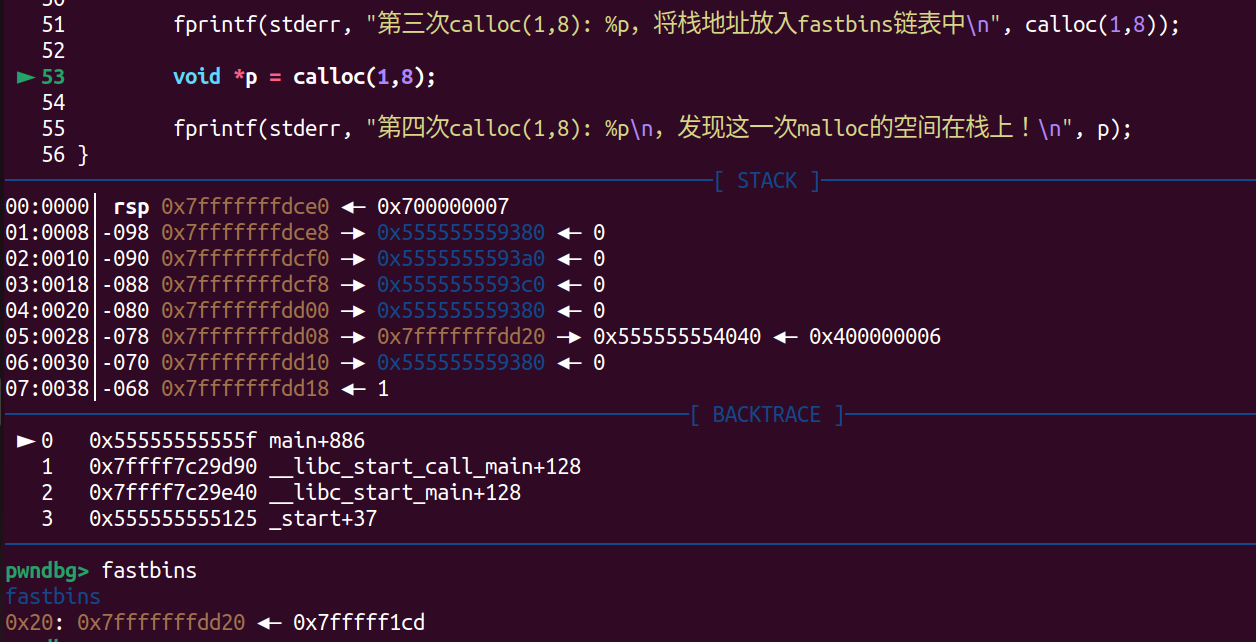 51 fprintf(stderr, "第三次calloc(1,8): %p，将栈地址放入fastbins链表中\n", calloc(1,8));
52
► 53 void *p = calloc(1,8);
54
55 fprintf(stderr, "第四次calloc(1,8): %p\n，发现这一次malloc的空间在栈上！\n", p);
56 }
[ STACK ]
00:0000│ rsp 0x7fffffffdce0 ◂— 0x700000007
01:0008│-098 0x7fffffffdce8 —▸ 0x555555559380 ◂— 0
02:0010│-090 0x7fffffffdcf0 —▸ 0x5555555593a0 ◂— 0
03:0018│-088 0x7fffffffdcf8 —▸ 0x5555555593c0 ◂— 0
04:0020│-080 0x7fffffffdd00 —▸ 0x555555559380 ◂— 0
05:0028│-078 0x7fffffffdd08 —▸ 0x7fffffffdd20 —▸ 0x555555554040 ◂— 0x400000006
06:0030│-070 0x7fffffffdd10 —▸ 0x555555559380 ◂— 0
07:0038│-068 0x7fffffffdd18 ◂— 1
[ BACKTRACE ]
► 0 0x55555555555f main+886
1 0x7ffff7c29d90 __libc_start_call_main+128
2 0x7ffff7c29e40 __libc_start_main+128
3 0x555555555125 _start+37
pwndbg> fastbins
fastbins
0x20: 0x7fffffffdd20 ◂— 0x7fffff1cd